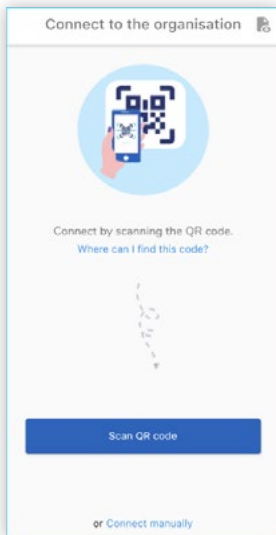 Connect to the organisation
Connect by scanning the QR code.
Where can I find this code?
Scan QR code
or Connect manually